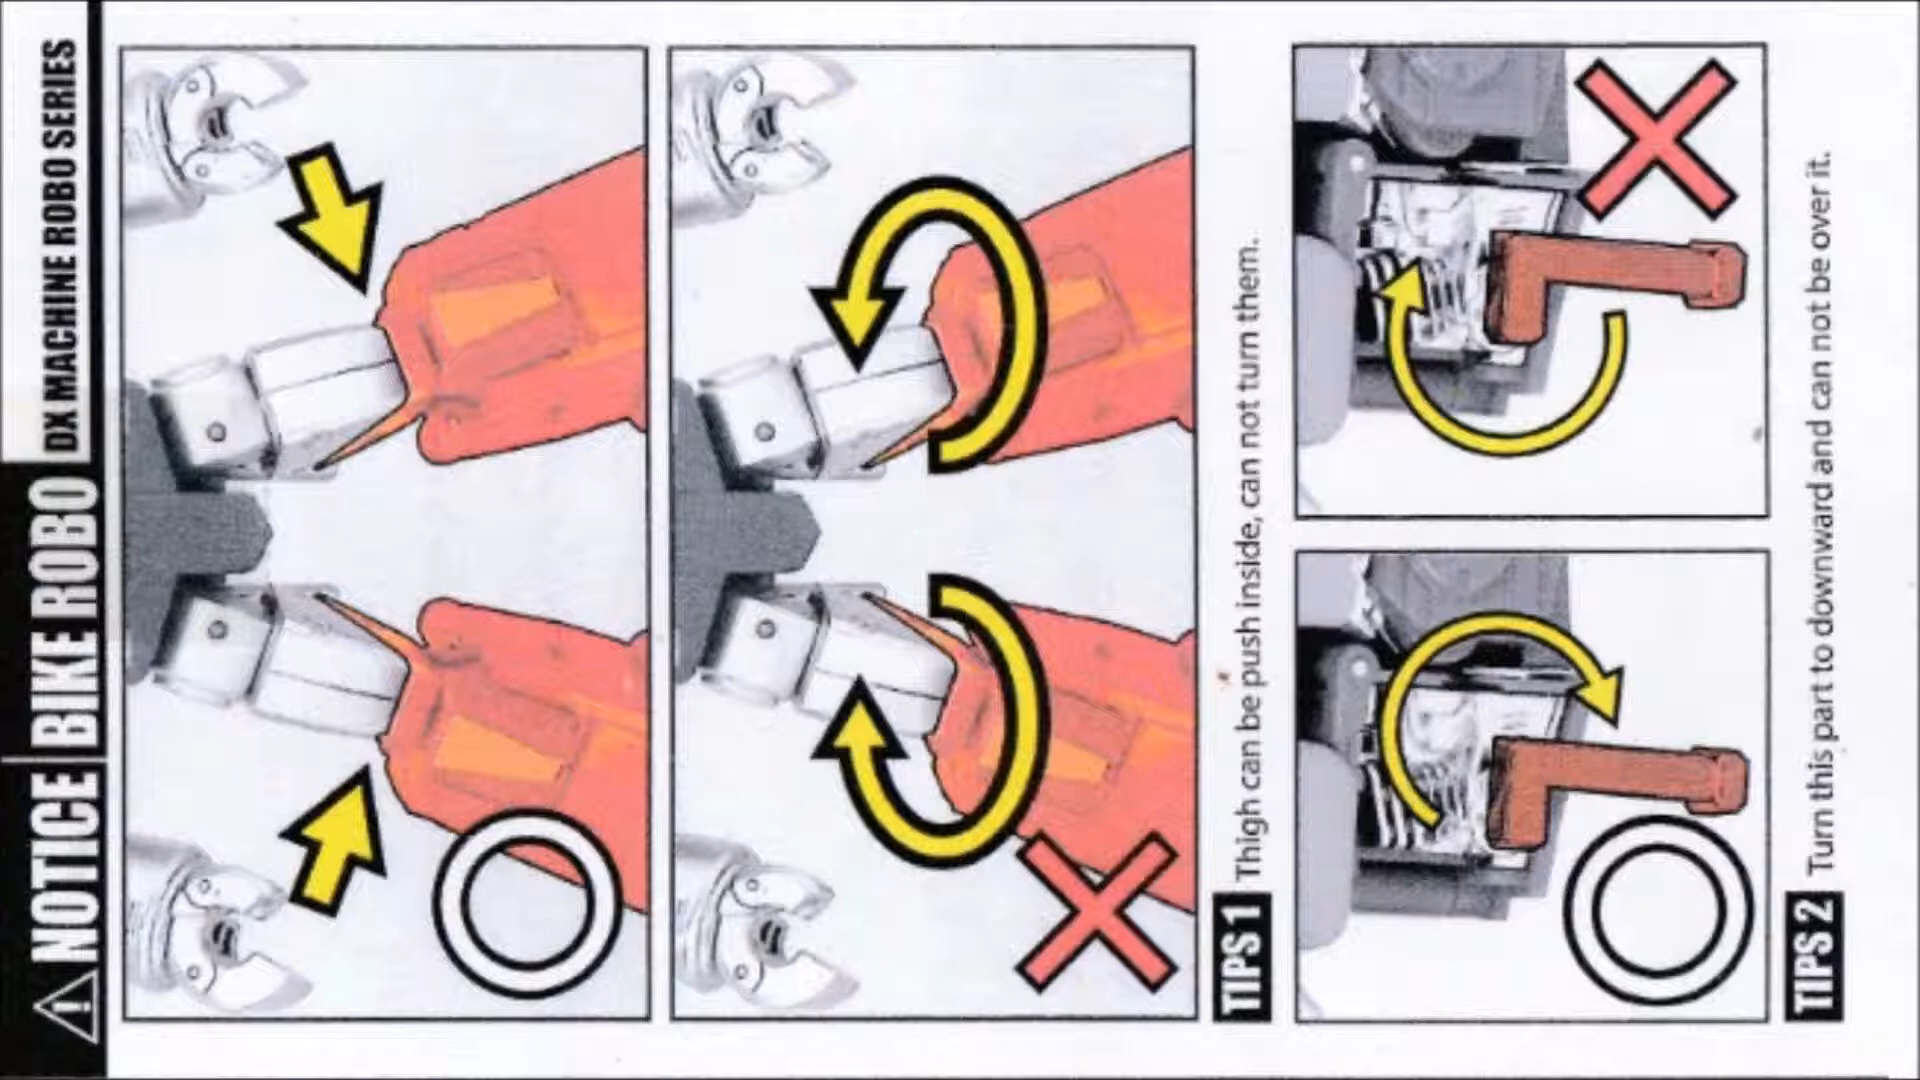 NOTICE BIKE ROBO DX MACHINE ROBO SERIES
TIPS 1 Thigh can be push inside, can not turn them.
TIPS 2 Turn this part to downward and can not be over it.